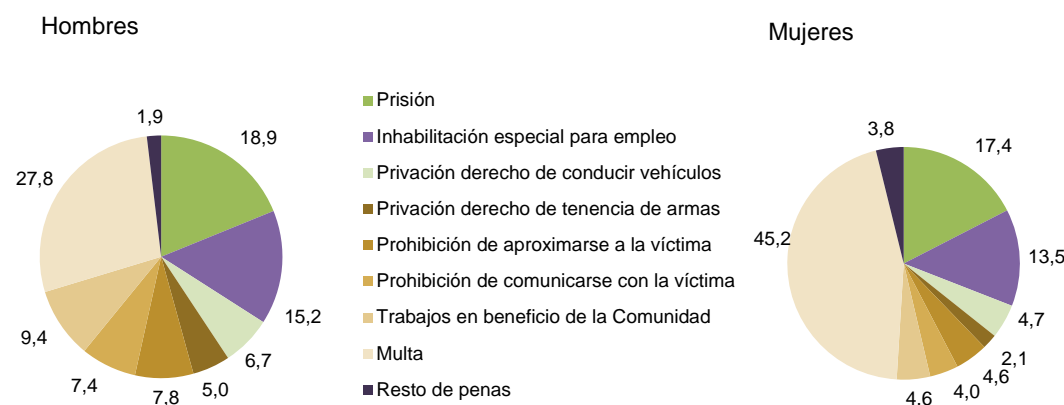 Hombres
1,9
18,9
27,8
15,2
9,4
6,7
7,4
5,0
7,8
Prisión
Inhabilitación especial para empleo
Privación derecho de conducir vehículos
Privación derecho de tenencia de armas
Prohibición de aproximarse a la víctima
Prohibición de comunicarse con la víctima
Trabajos en beneficio de la Comunidad
Multa
Resto de penas
Mujeres
3,8
17,4
45,2
13,5
4,7
2,1
4,6
4,0
4,6